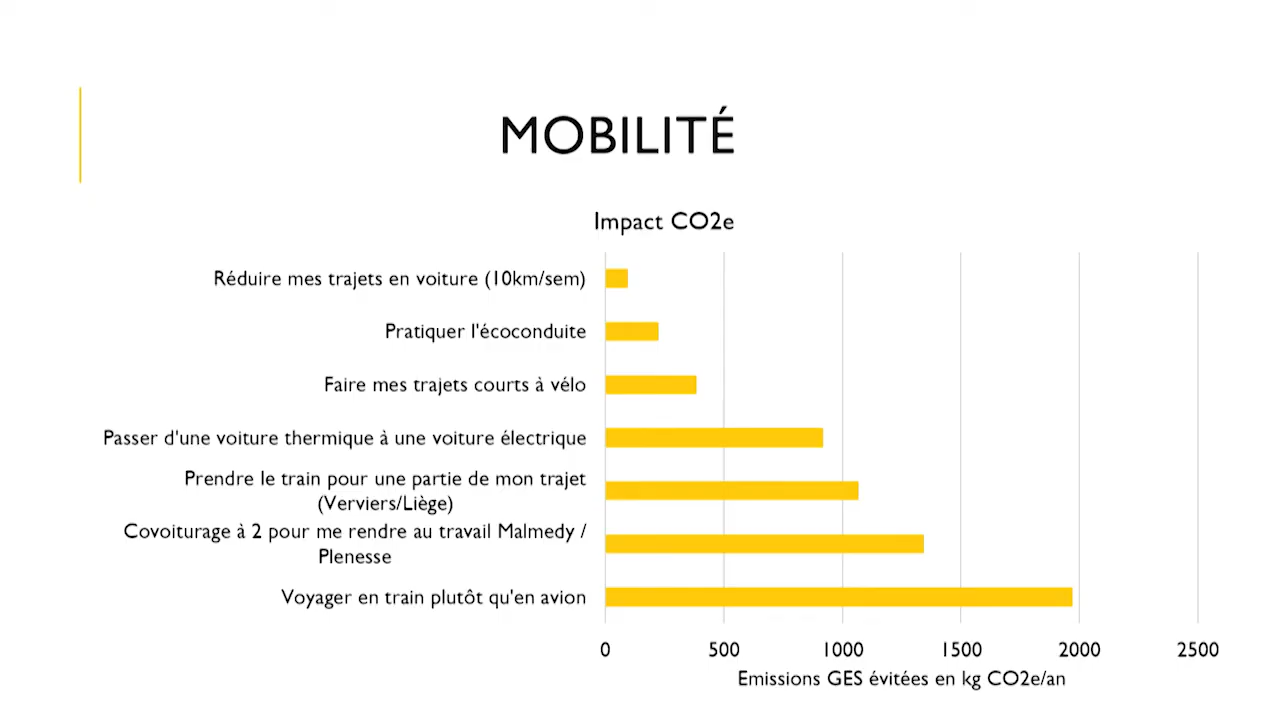 MOBILITÉ
Impact CO2e
Réduire mes trajets en voiture (10km/sem)
Pratiquer l'écoconduite
Faire mes trajets courts à vélo
Passer d'une voiture thermique à une voiture électrique
Prendre le train pour une partie de mon trajet
(Verviers/Liège)
Covoiturage à 2 pour me rendre au travail Malmedy /
Plenesse
Voyager en train plutôt qu'en avion
0 500 1000 1500 2000 2500
Emissions GES évitées en kg CO2e/an